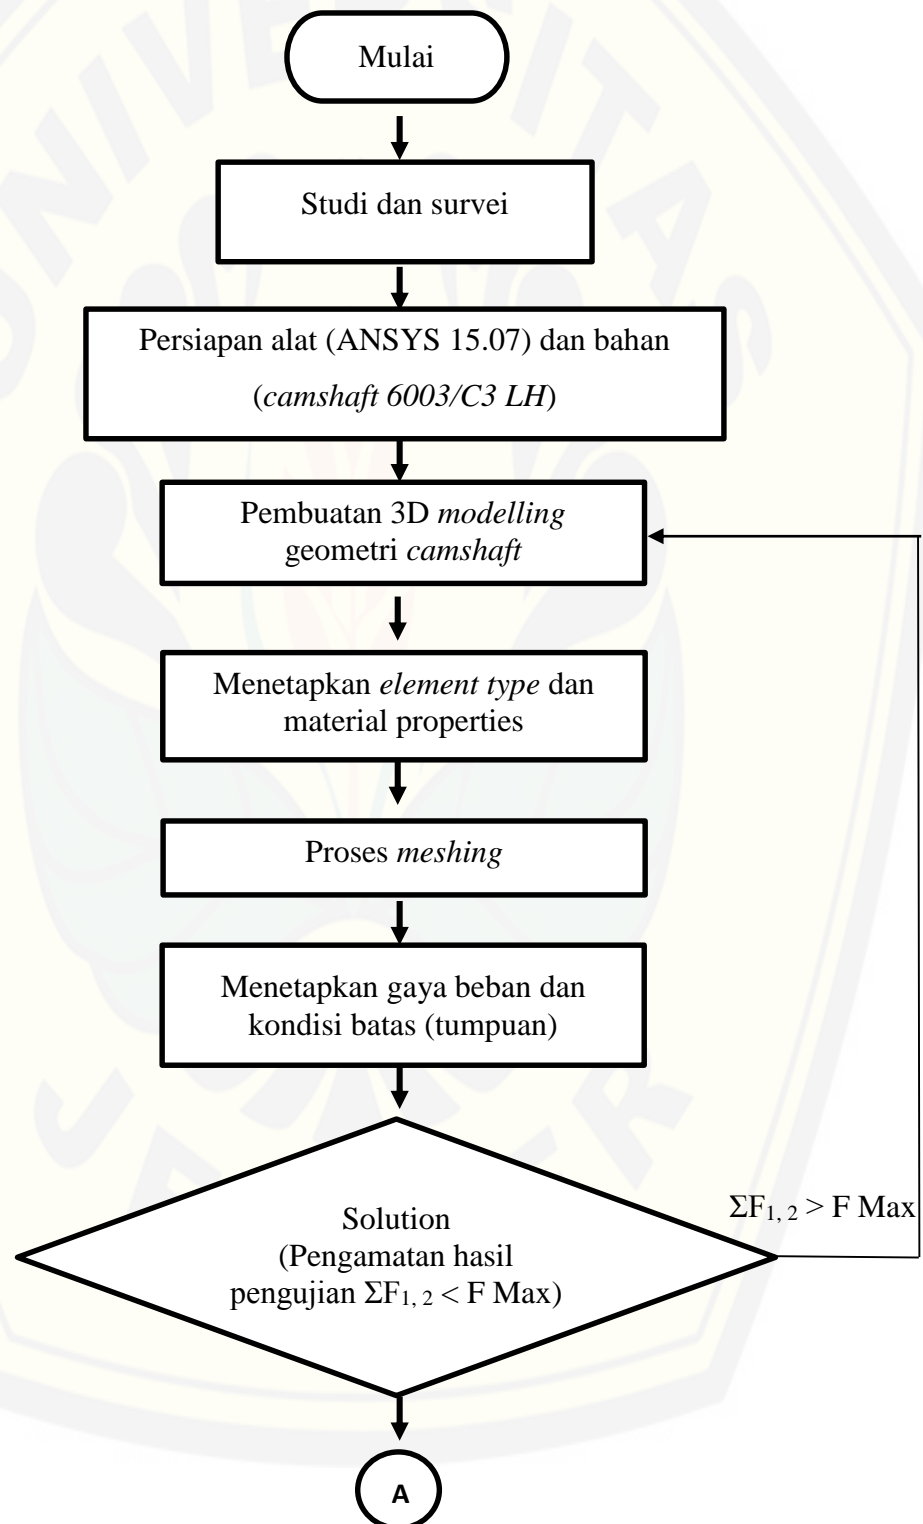 Mulai
Studi dan survei
Persiapan alat (ANSYS 15.07) dan bahan
(camshaft 6003/C3 LH)
Pembuatan 3D modelling
geometri camshaft
Menetapkan element type dan
material properties
Proses meshing
Menetapkan gaya beban dan
kondisi batas (tumpuan)
ΣF1, 2 > F Max
Solution
(Pengamatan hasil
pengujian ΣF1, 2 < F Max)
A
UNIVERSITAS
JEMBER